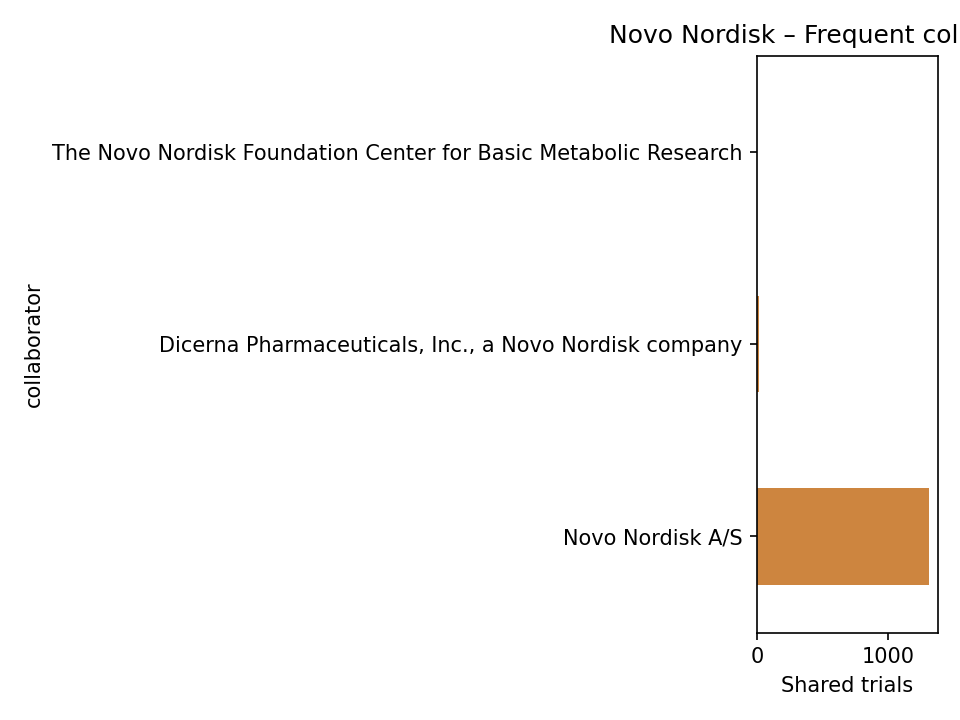 Novo Nordisk – Frequent col
The Novo Nordisk Foundation Center for Basic Metabolic Research
Dicerna Pharmaceuticals, Inc., a Novo Nordisk company
Novo Nordisk A/S
collaborator
0 1000
Shared trials